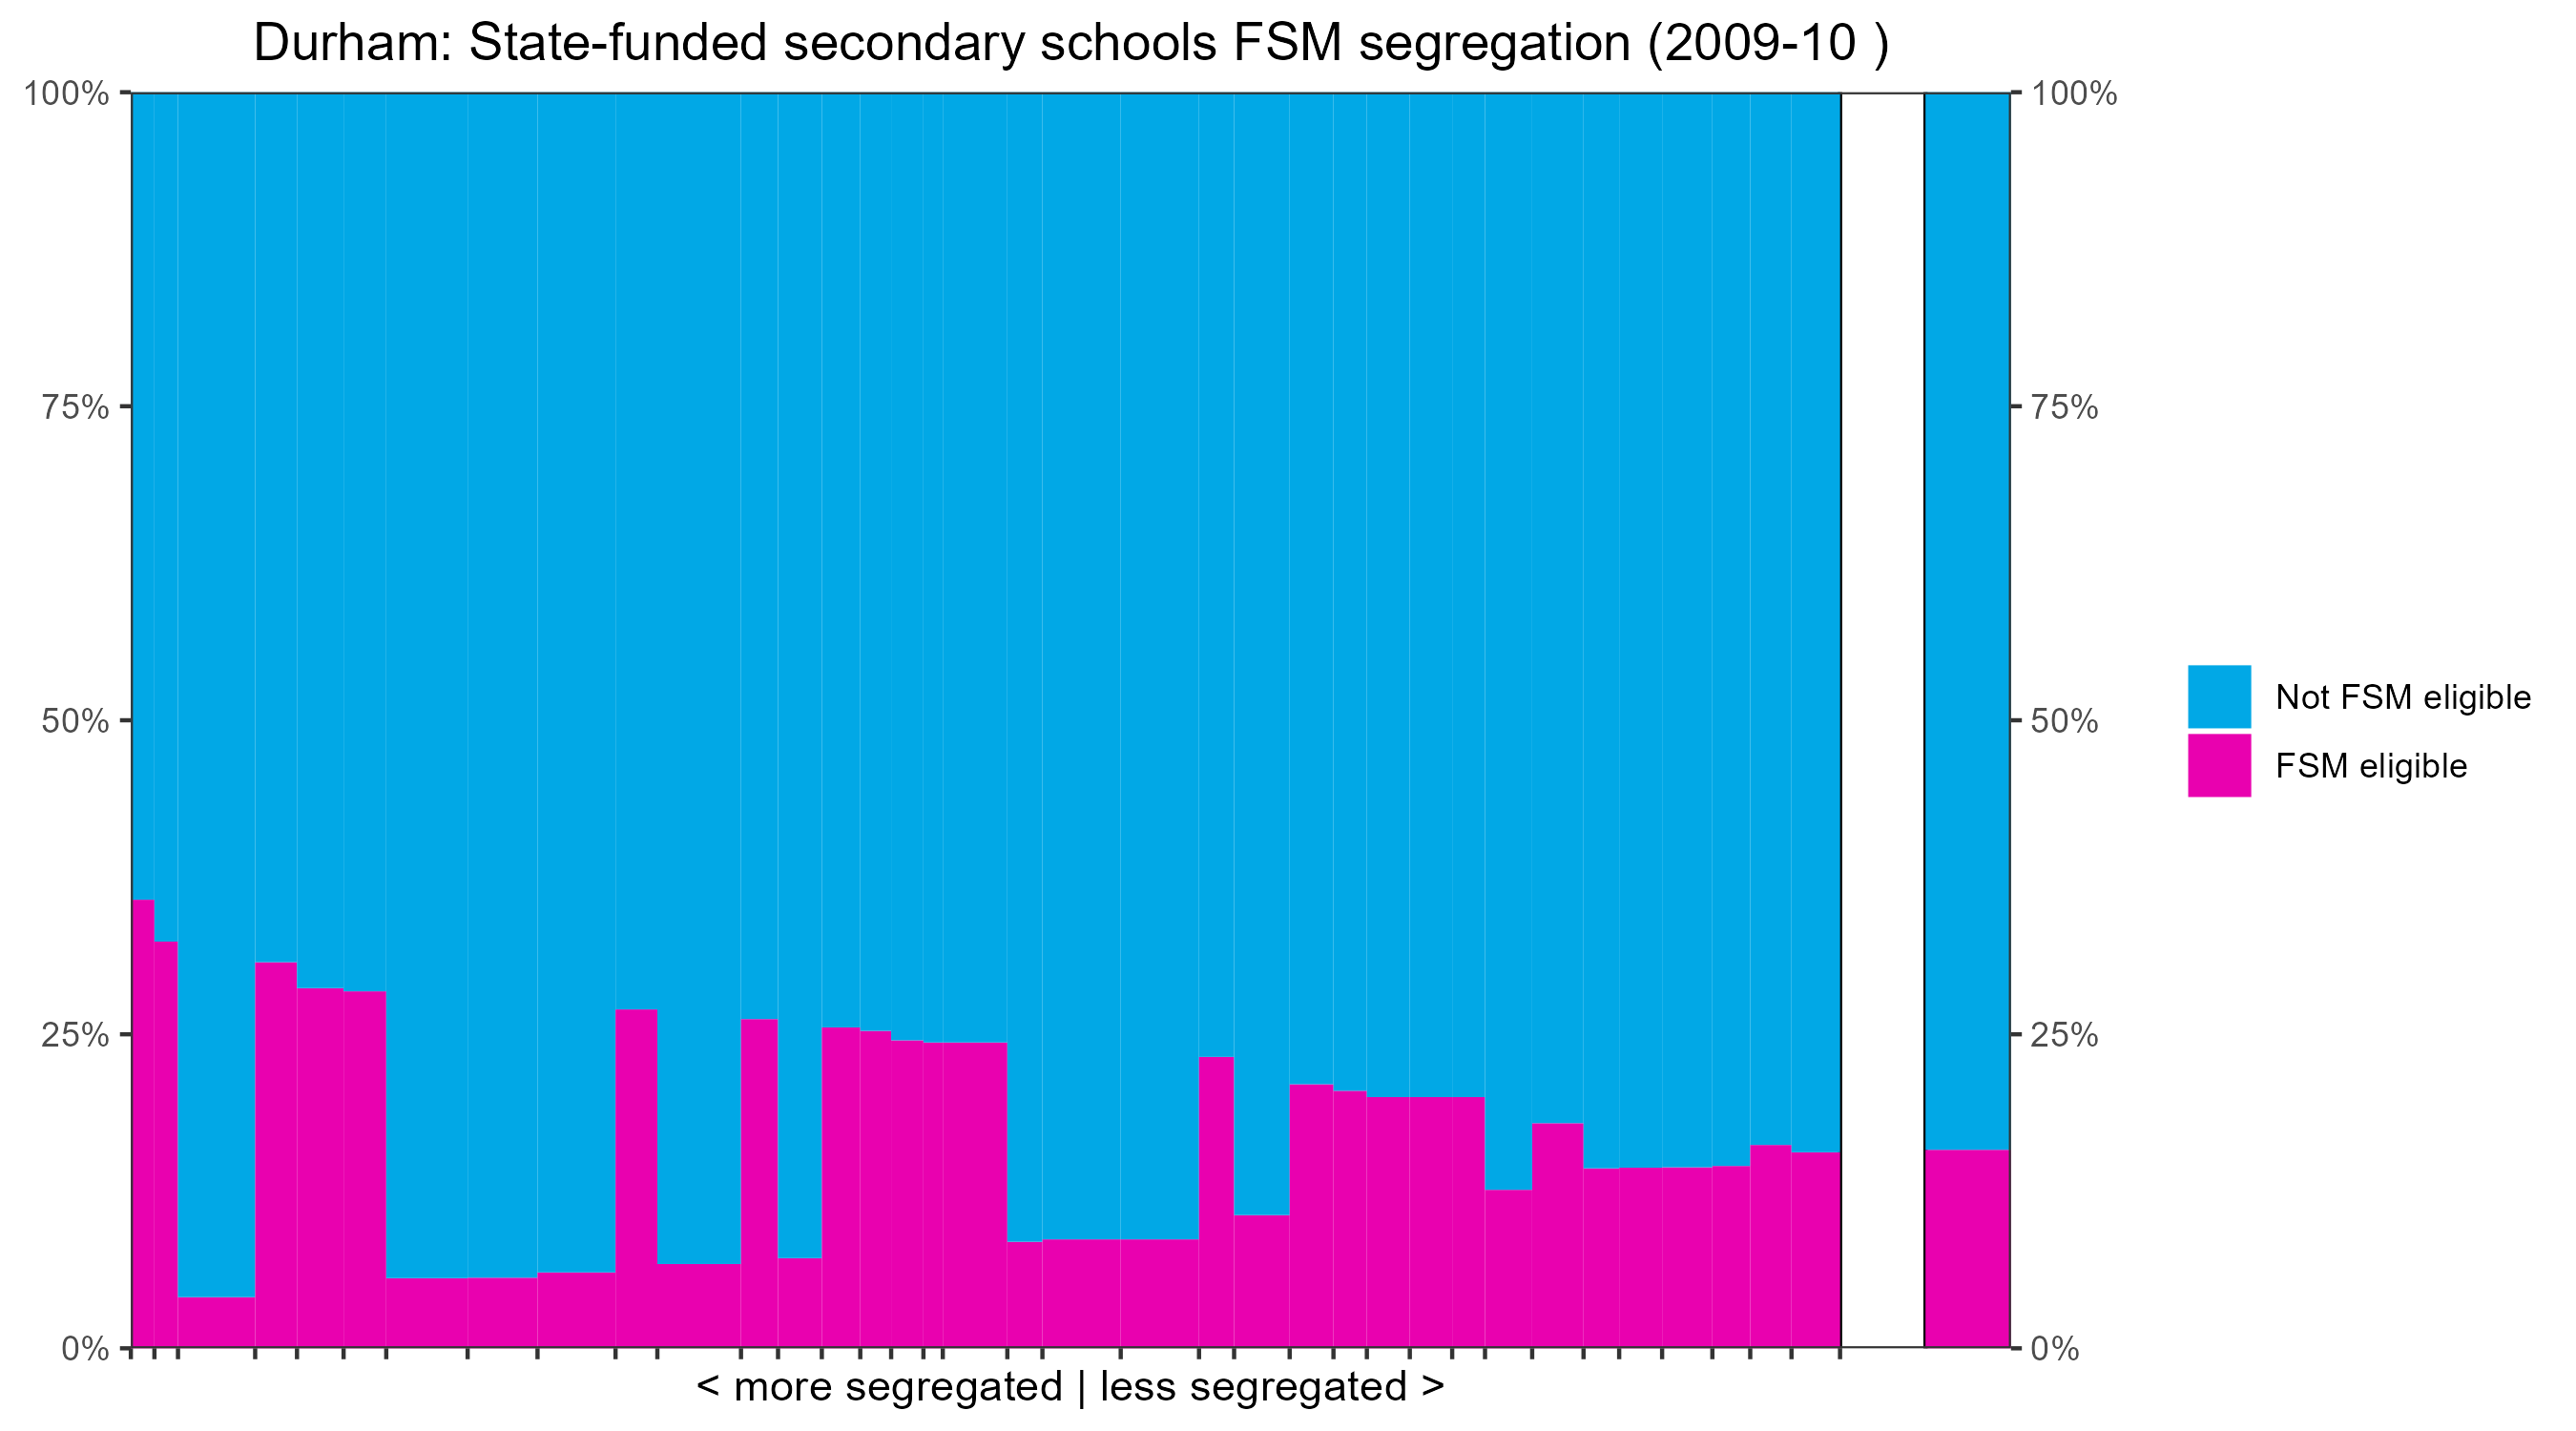 Durham: State-funded secondary schools FSM segregation (2009-10 )
100%
75%
50%
25%
0%
100%
75%
50%
25%
0%
Not FSM eligible
FSM eligible
< more segregated | less segregated >